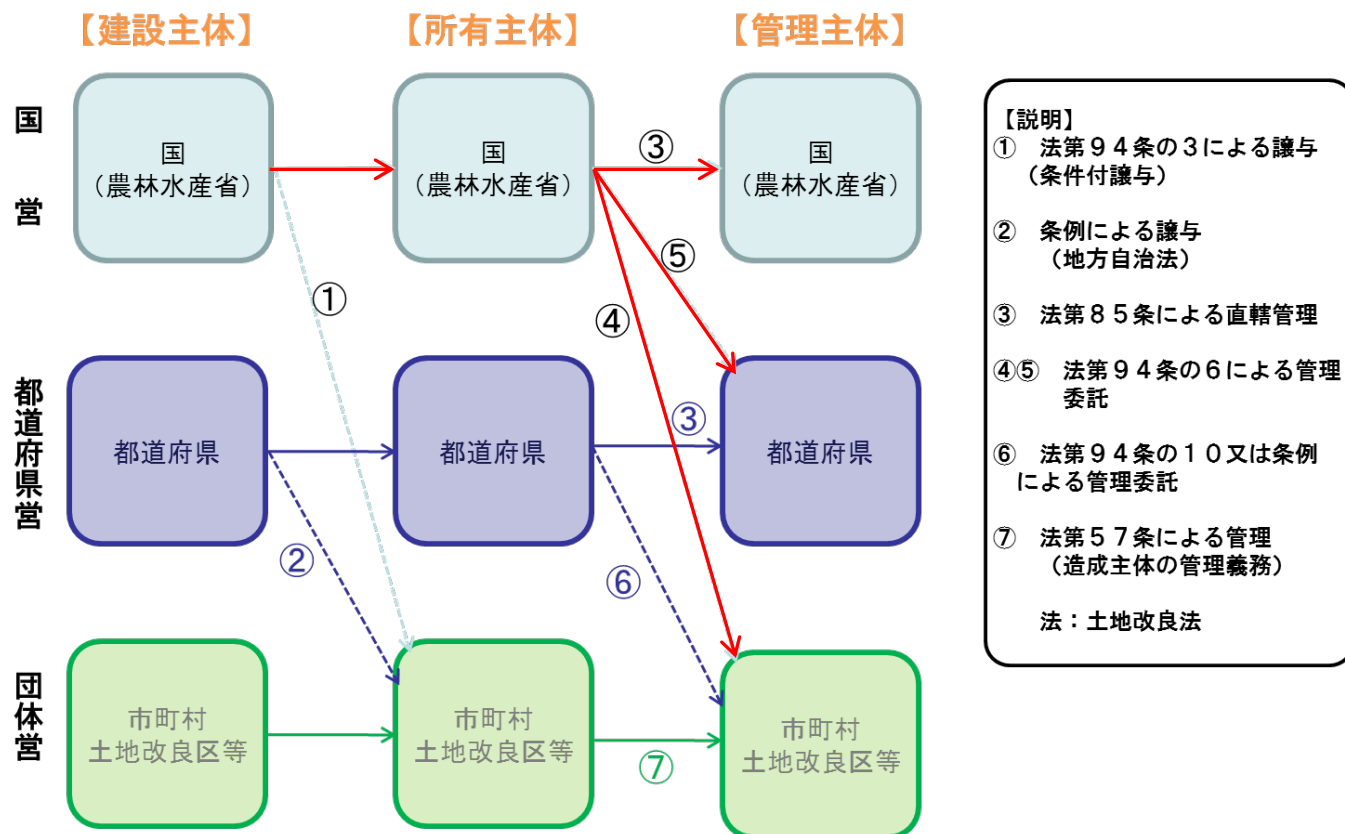 【建設主体】
【所有主体】
【管理主体】
国営
国
（農林水産省）
国
（農林水産省）
国
（農林水産省）
③
⑤
①
④
都道府県営
都道府県
都道府県
都道府県
③
②
⑥
団体営
市町村
土地改良区等
市町村
土地改良区等
市町村
土地改良区等
⑦
【説明】
①　法第９４条の３による譲与
（条件付譲与）
②　条例による譲与
（地方自治法）
③　法第８５条による直轄管理
④⑤　法第９４条の６による管理
委託
⑥　法第９４条の１０又は条例
による管理委託
⑦　法第５７条による管理
（造成主体の管理義務）
法：土地改良法